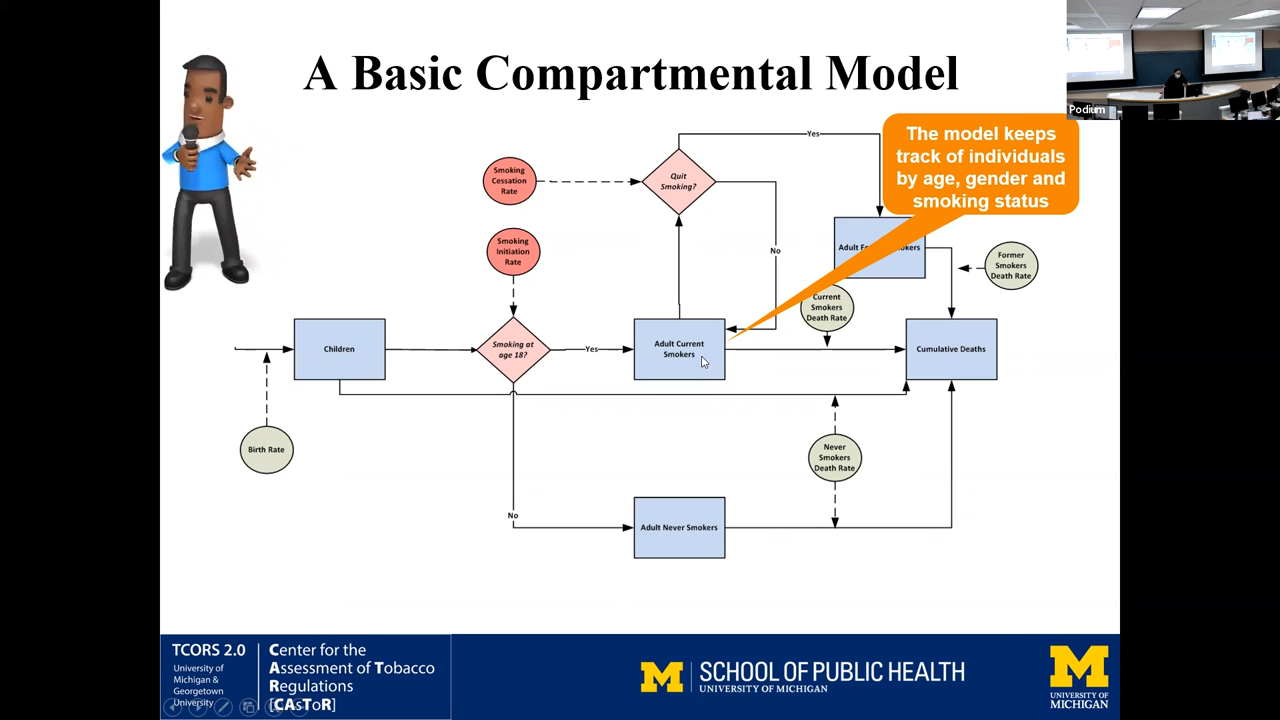 A Basic Compartmental Model
Podium
The model keeps
track of individuals
by age, gender and
smoking status
Yes
Smoking
Cessation
Rate
Quit
Smoking?
Smoking
Initiation
Rate
No
Former
Smokers
Death Rate
Current
Smokers
Death Rate
Children
Smoking at
age 18?
Yes
Adult Current
Smokers
Cumulative Deaths
Birth Rate
Never
Smokers
Death Rate
No
Adult Never Smokers
TCORS 2.0
University of
Michigan &
Georgetown
University
Center for the
Assessment of Tobacco
Regulations
[CAsToR]
M SCHOOL OF PUBLIC HEALTH
UNIVERSITY OF MICHIGAN
M
UNIVERSITY OF
MICHIGAN